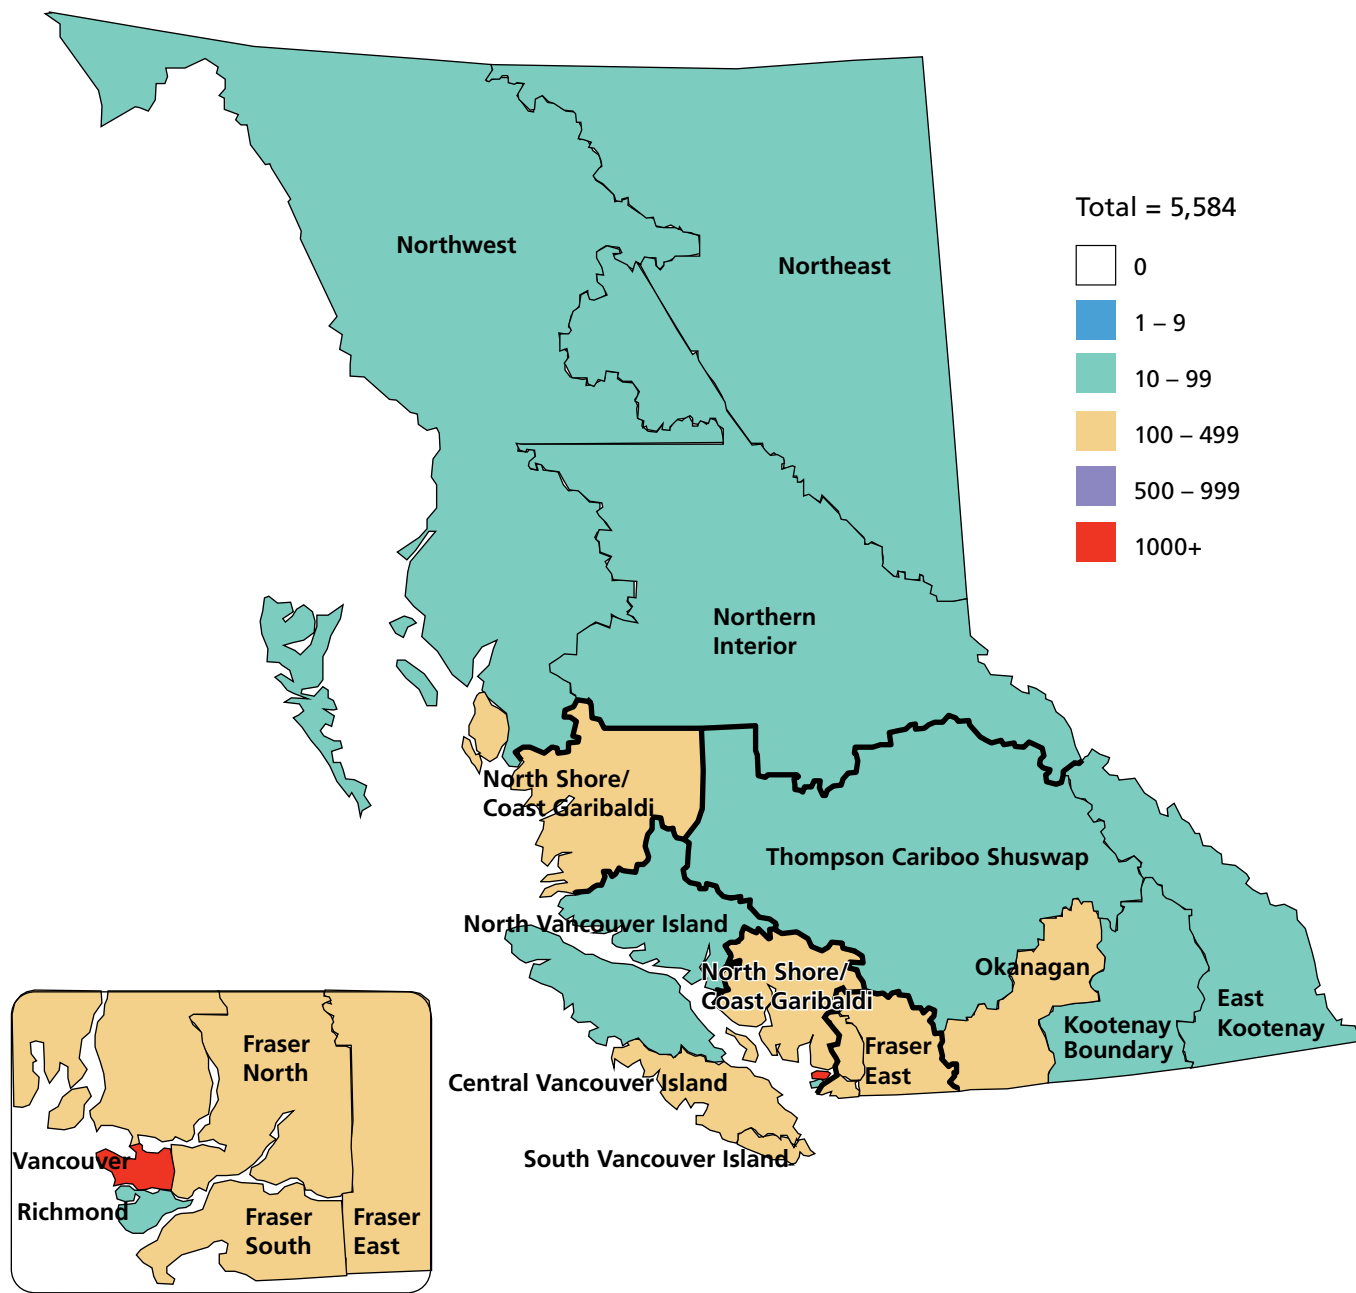 Northwest
Northeast
Total = 5,584
0
1 – 9
10 – 99
100 – 499
500 – 999
1000+
Northern
Interior
North Shore/
Coast Garibaldi
Thompson Cariboo Shuswap
North Vancouver Island
North Shore/
Coast Garibaldi
Okanagan
East
Kootenay
Kootenay
Boundary
Fraser
East
Central Vancouver Island
South Vancouver Island
Fraser
North
Vancouver
Richmond
Fraser
South
Fraser
East